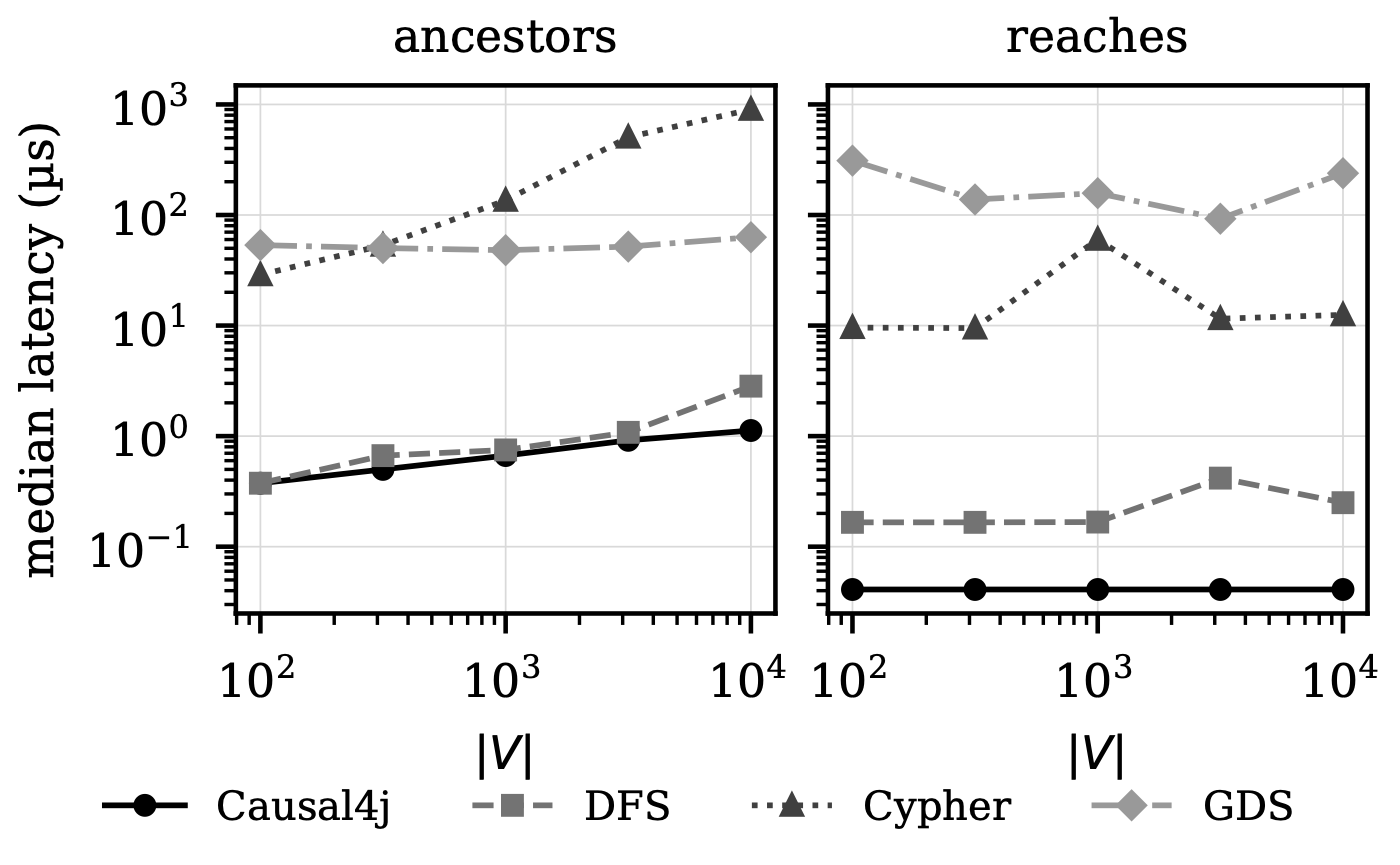 ancestors
reaches
median latency (µs)
10³
10²
10¹
10⁰
10⁻¹
10² 10³ 10⁴
10² 10³ 10⁴
|V|
|V|
Causal4j DFS Cypher GDS